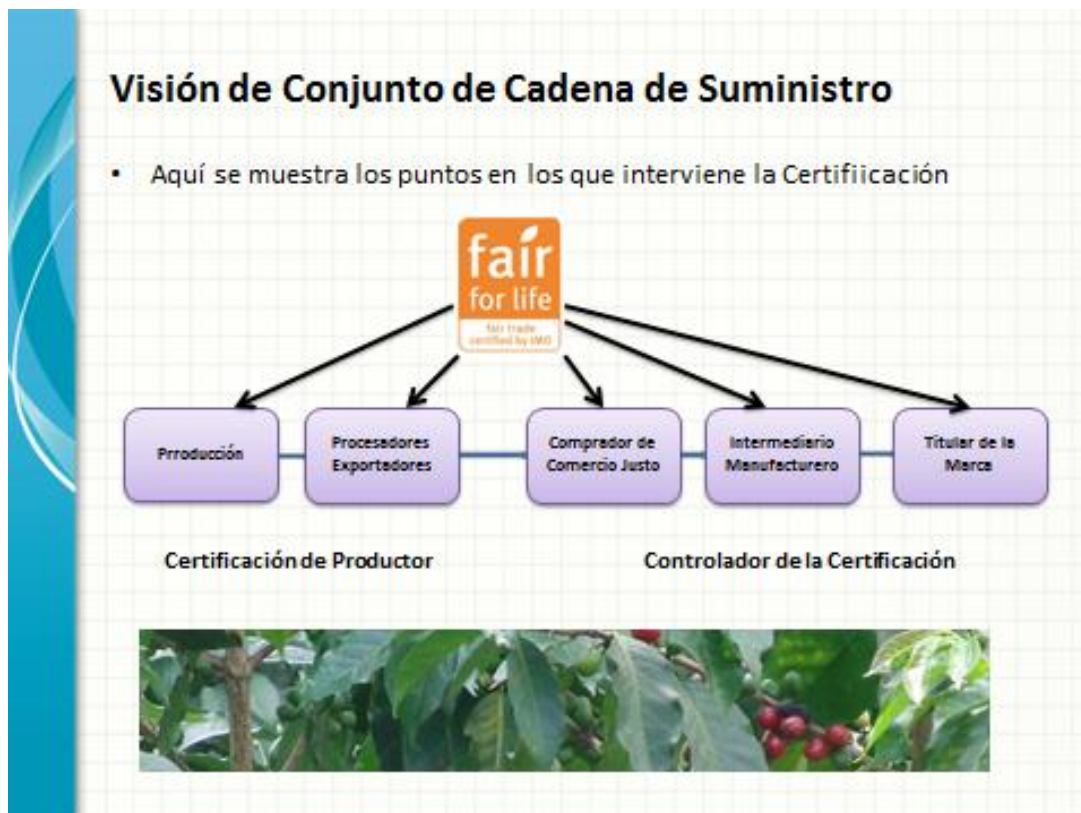 Visión de Conjunto de Cadena de Suministro
• Aquí se muestra los puntos en los que interviene la Certifiicación
fair
for life
fair trade
certified by IMO
Prroducción
Procesadores
Exportadores
Comprador de
Comercio Justo
Intermediario
Manufacturero
Titular de la
Marca
Certificación de Productor
Controlador de la Certificación